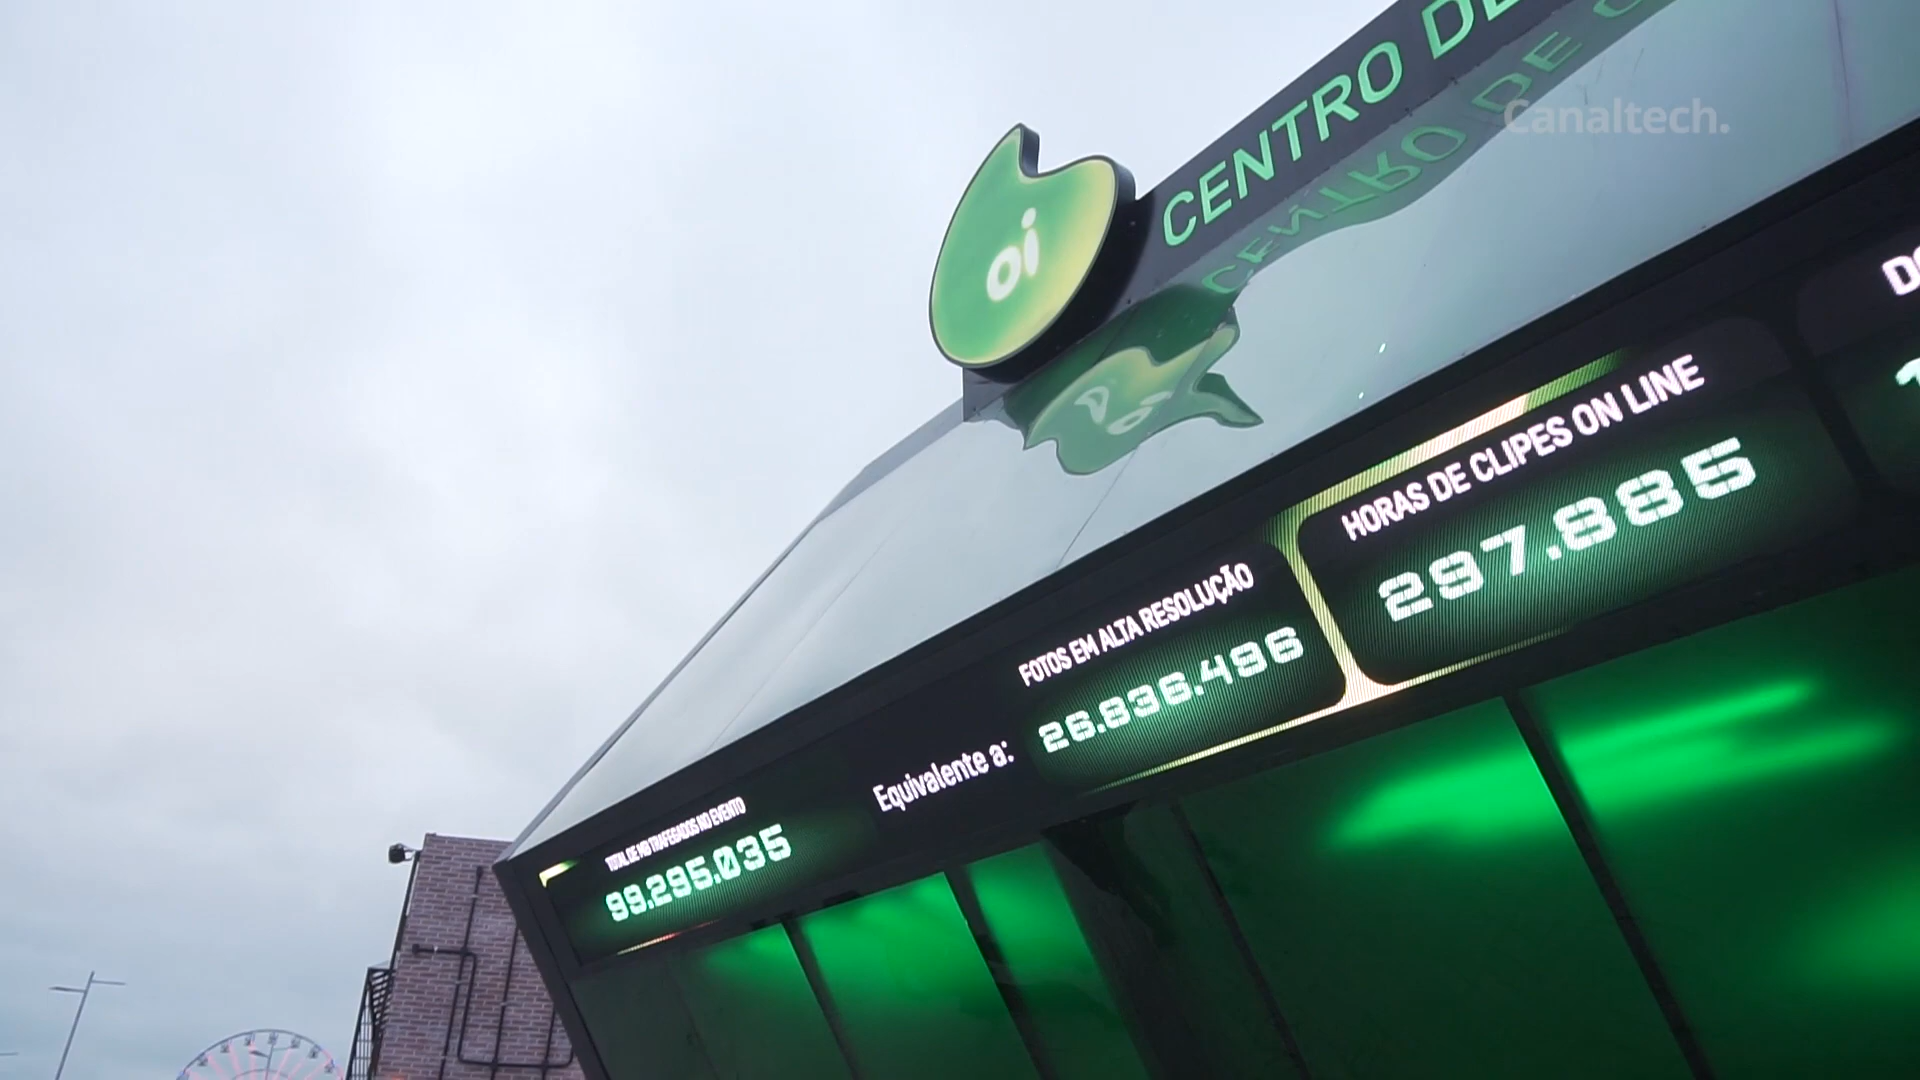 Canaltech.
oi
CENTRO DE
HORAS DE CLIPES ON LINE
297.885
FOTOS EM ALTA RESOLUÇÃO
26.836.496
Equivalente a:
TOTAL DE MB TRAFEGADOS NO EVENTO
99.295.035